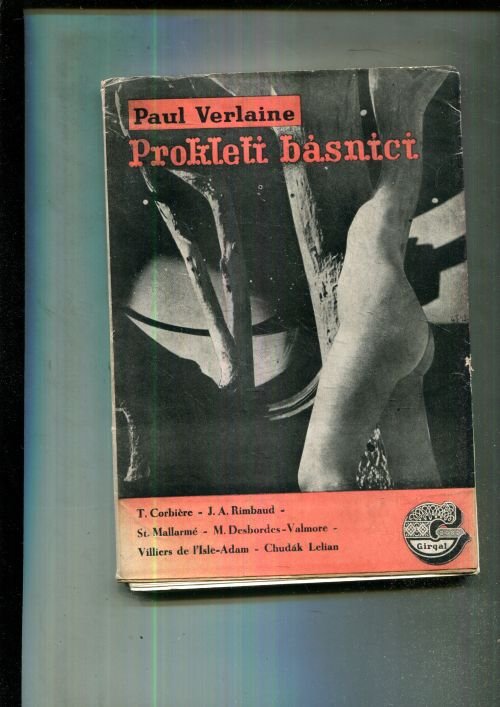 Paul Verlaine
Prokletí básníci
T. Corbière - J. A. Rimbaud -
St. Mallarmé - M. Desbordes-Valmore -
Villiers de l'Isle-Adam - Chudák Lelian
Girgal